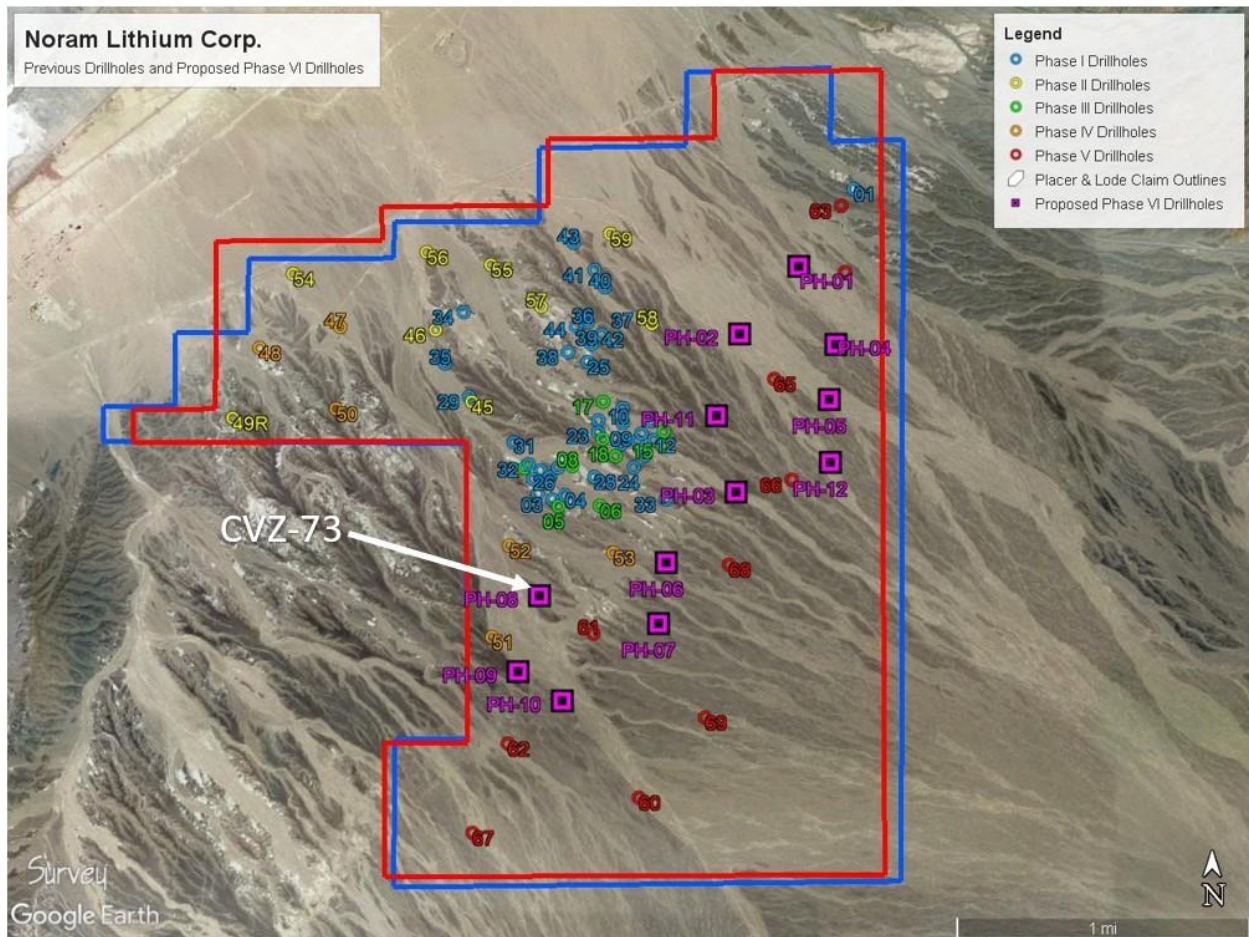 Noram Lithium Corp.
Previous Drillholes and Proposed Phase VI Drillholes
Legend
Phase I Drillholes
Phase II Drillholes
Phase III Drillholes
Phase IV Drillholes
Phase V Drillholes
Placer & Lode Claim Outlines
Proposed Phase VI Drillholes
01
63
43
59
56
55
54
41
40
PH-01
57
34
47
36
37
58
46
44
39
42
PH-02
PH-04
48
38
35
25
65
29
45
17
50
10
PH-11
49R
PH-05
23
09
31
18
15
12
32
08
26
28
24
66
PH-12
03
04
33
PH-03
05
06
CVZ-73
52
53
68
PH-06
PH-08
61
51
PH-07
PH-09
PH-10
69
62
60
67
Survey
Google Earth
N
1 mi